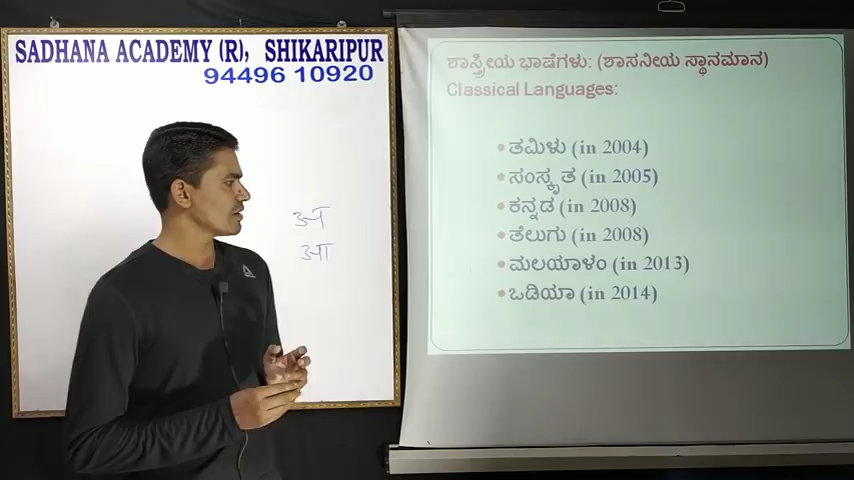 SADHANA ACADEMY (R), SHIKARIPUR
94496 10920
अ
आ
ಶಾಸ್ತ್ರೀಯ ಭಾಷೆಗಳು: (ಶಾಸನೀಯ ಸ್ಥಾನಮಾನ)
Classical Languages:
• ತಮಿಳು (in 2004)
• ಸಂಸ್ಕೃತ (in 2005)
• ಕನ್ನಡ (in 2008)
• ತೆಲುಗು (in 2008)
• ಮಲಯಾಳಂ (in 2013)
• ಒಡಿಯಾ (in 2014)